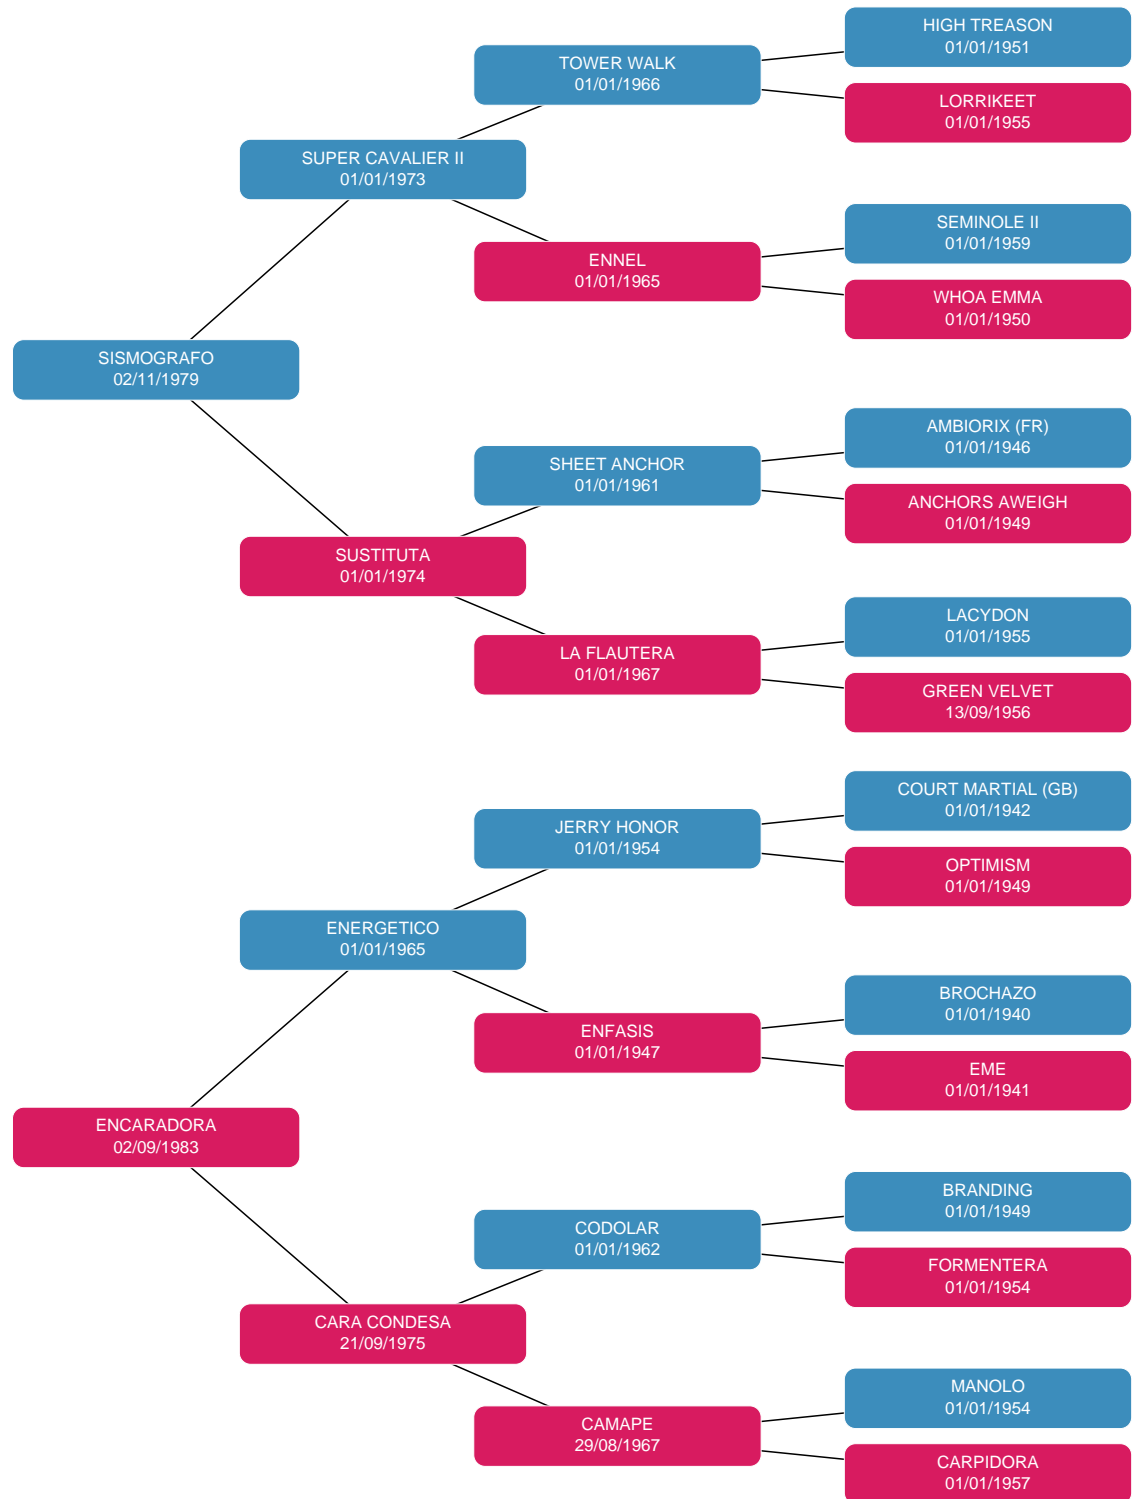 HIGH TREASON
01/01/1951
TOWER WALK
01/01/1966
LORRIKEET
01/01/1955
SUPER CAVALIER II
01/01/1973
SEMINOLE II
01/01/1959
ENNEL
01/01/1965
WHOA EMMA
01/01/1950
SISMOGRAFO
02/11/1979
AMBIORIX (FR)
01/01/1946
SHEET ANCHOR
01/01/1961
ANCHORS AWEIGH
01/01/1949
SUSTITUTA
01/01/1974
LACYDON
01/01/1955
LA FLAUTERA
01/01/1967
GREEN VELVET
13/09/1956
COURT MARTIAL (GB)
01/01/1942
JERRY HONOR
01/01/1954
OPTIMISM
01/01/1949
ENERGETICO
01/01/1965
BROCHAZO
01/01/1940
ENFASIS
01/01/1947
EME
01/01/1941
ENCARADORA
02/09/1983
BRANDING
01/01/1949
CODOLAR
01/01/1962
FORMENTERA
01/01/1954
CARA CONDESA
21/09/1975
MANOLO
01/01/1954
CAMAPE
29/08/1967
CARPIDORA
01/01/1957